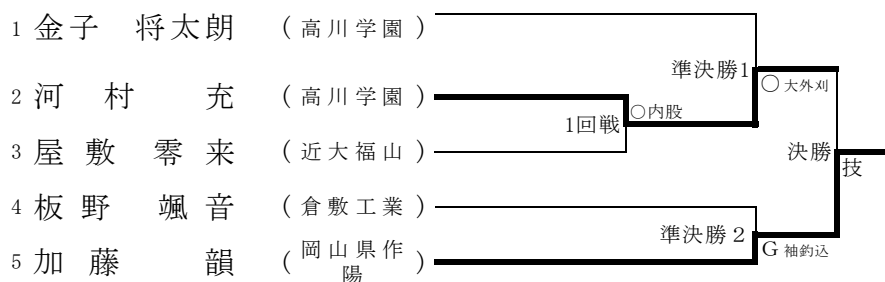 1 金子 将太朗 (高川学園)
準決勝1
○大外刈
2 河村 充 (高川学園)
○内股
1回戦
3 屋敷 零来 (近大福山)
決勝
技
4 板野 颯音 (倉敷工業)
準決勝2
G 袖釣込
5 加藤 韻 (岡山県作
陽)